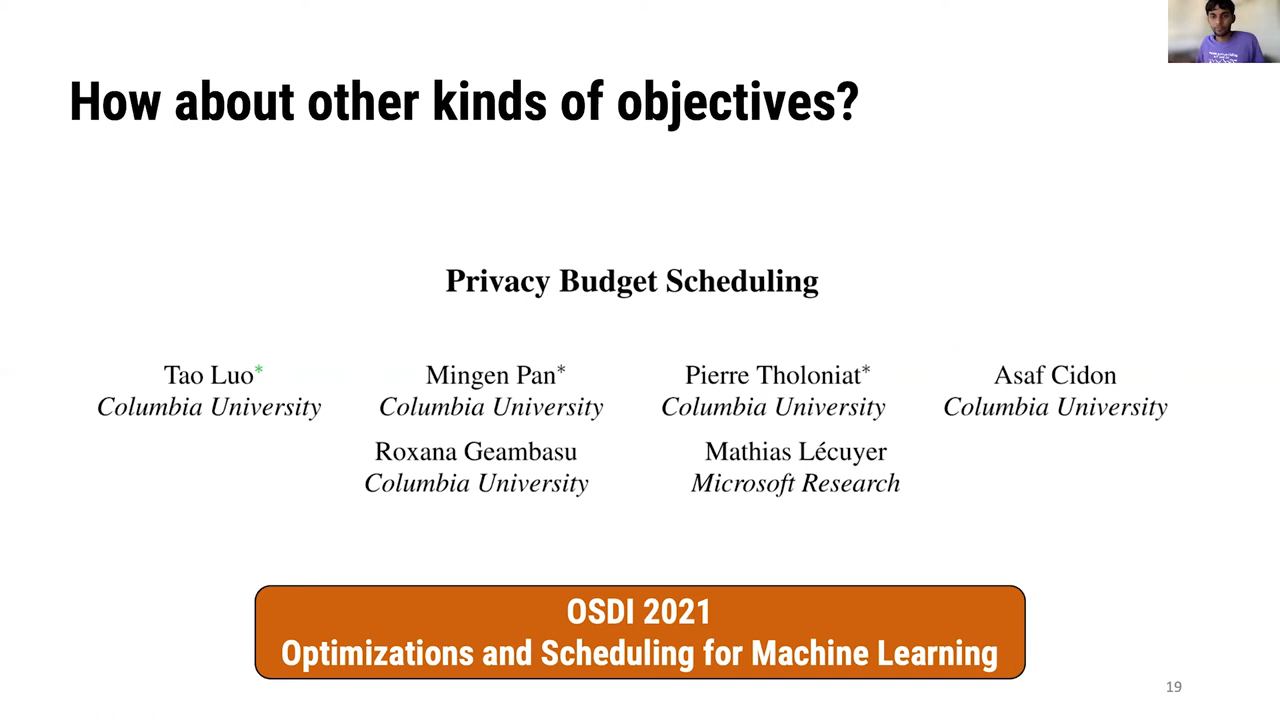 How about other kinds of objectives?
Privacy Budget Scheduling
Tao Luo* Mingen Pan* Pierre Tholoniat* Asaf Cidon
Columbia University Columbia University Columbia University Columbia University
Roxana Geambasu Mathias Lécuyer
Columbia University Microsoft Research
OSDI 2021
Optimizations and Scheduling for Machine Learning
19